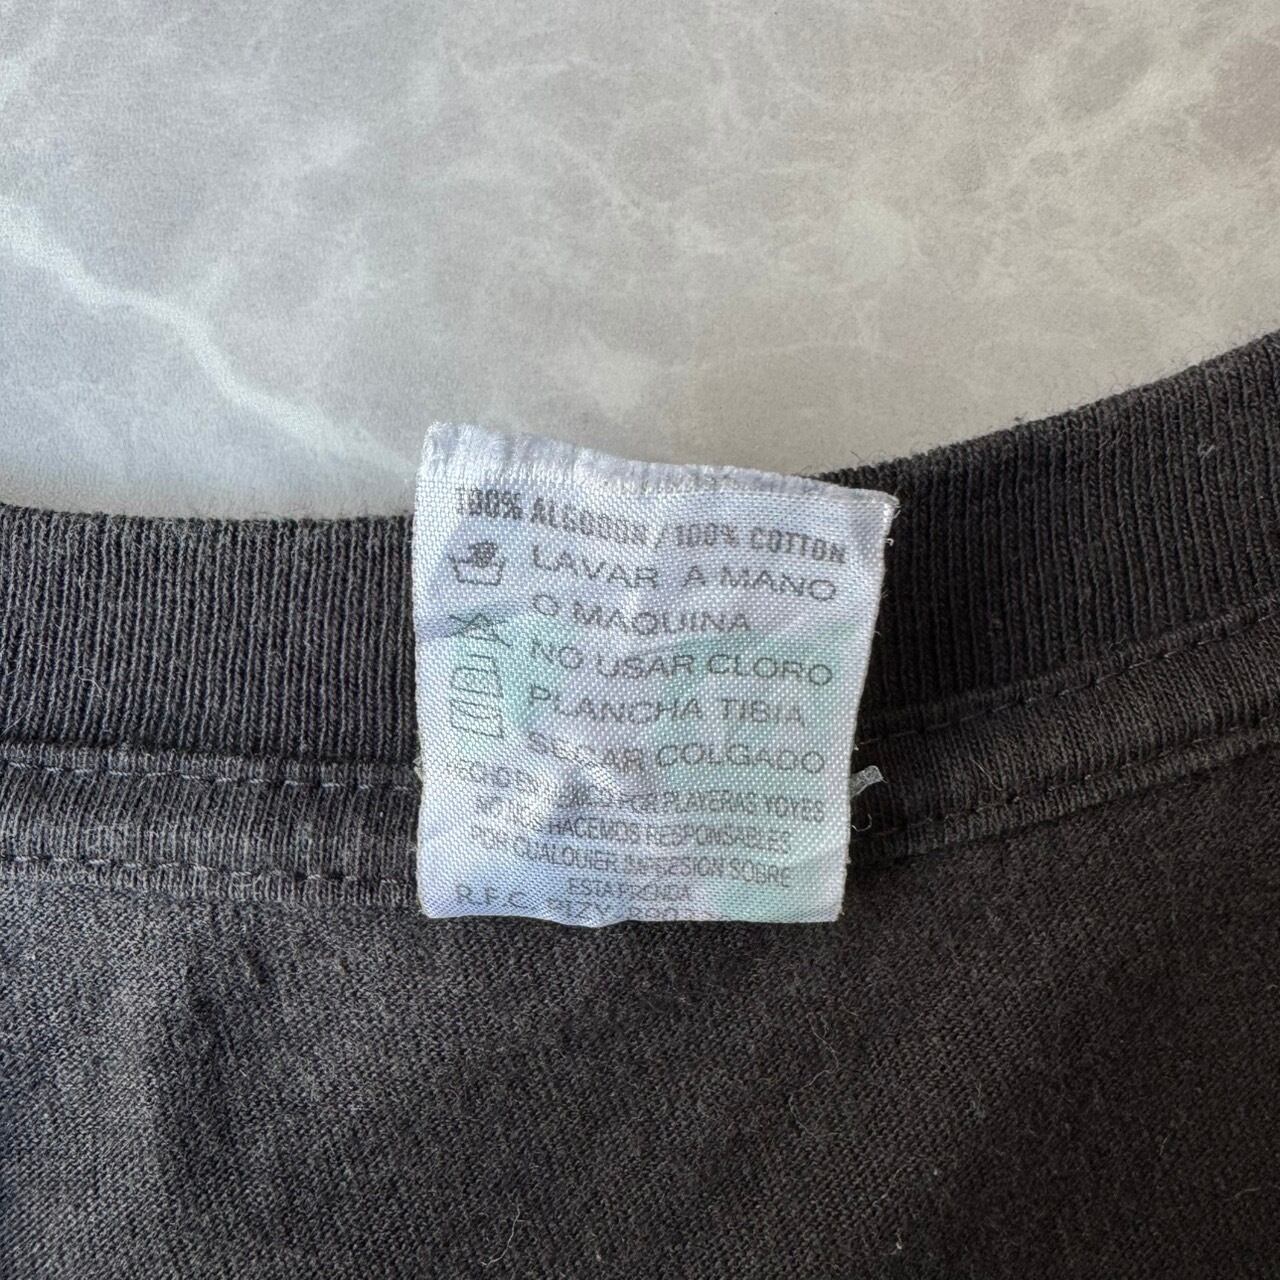 100% ALGODON / 100% COTTON
LAVAR A MANO
O MAQUINA
NO USAR CLORO
PLANCHA TIBIA
SECAR COLGADO
POR PLAYERAS YOYES
HACEMOS RESPONSABLES
POR CUALQUIER IMPRESION SOBRE
ESTA PRENDA
R.F.C.